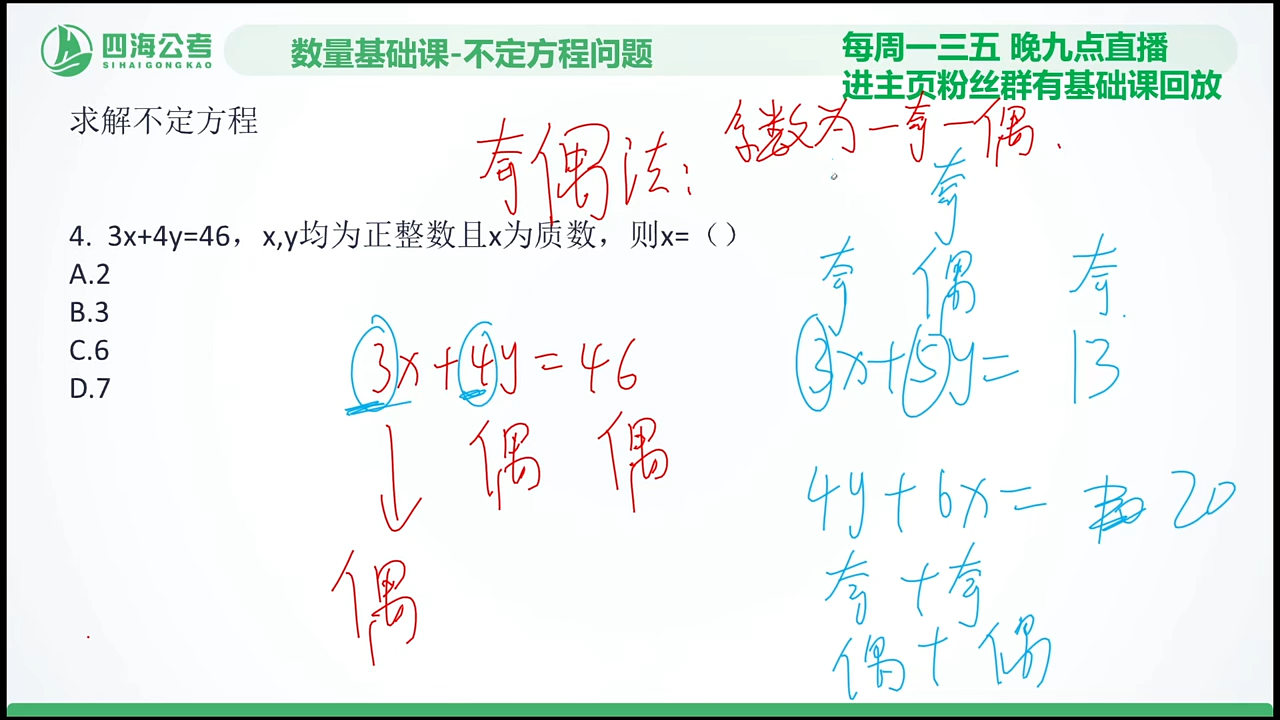 四海公考
SIHAIGONGKAO
数量基础课-不定方程问题
每周一三五 晚九点直播
进主页粉丝群有基础课回放
求解不定方程
奇偶法：系数为一奇一偶.
4. 3x+4y=46，x,y均为正整数且x为质数，则x=（）
A.2
B.3
C.6
D.7
3x+4y=46
偶 偶
偶
奇
奇 偶 奇
3x+5y= 13
4y+6x= 20
奇+奇
偶+偶